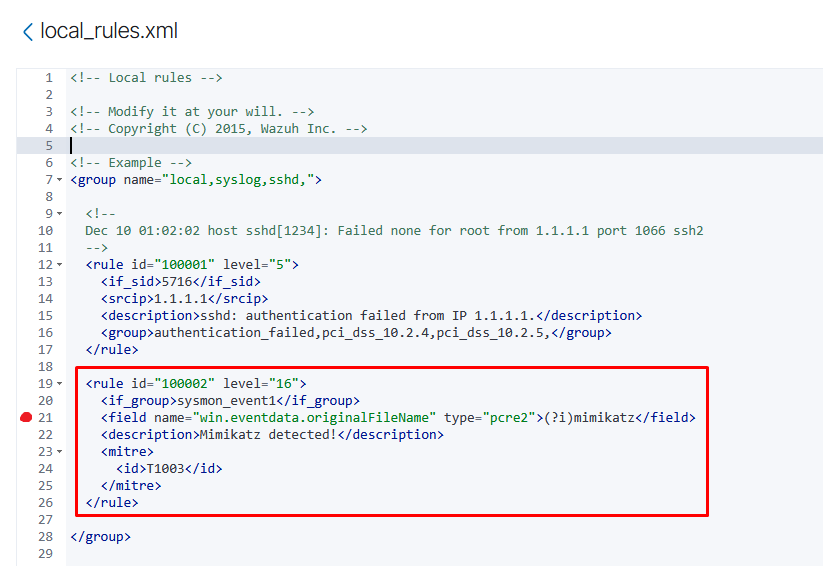 local_rules.xml
1 <!-- Local rules -->
2
3 <!-- Modify it at your will. -->
4 <!-- Copyright (C) 2015, Wazuh Inc. -->
5
6 <!-- Example -->
7 <group name="local,syslog,sshd,">
8
9 <!--
10 Dec 10 01:02:02 host sshd[1234]: Failed none for root from 1.1.1.1 port 1066 ssh2
11 -->
12 <rule id="100001" level="5">
13 <if_sid>5716</if_sid>
14 <srcip>1.1.1.1</srcip>
15 <description>sshd: authentication failed from IP 1.1.1.1.</description>
16 <group>authentication_failed,pci_dss_10.2.4,pci_dss_10.2.5,</group>
17 </rule>
18
19 <rule id="100002" level="16">
20 <if_group>sysmon_event1</if_group>
21 <field name="win.eventdata.originalFileName" type="pcre2">(?i)mimikatz</field>
22 <description>Mimikatz detected!</description>
23 <mitre>
24 <id>T1003</id>
25 </mitre>
26 </rule>
27
28 </group>
29